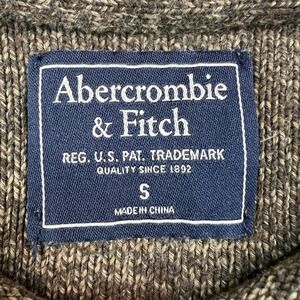 Abercrombie
& Fitch
REG. U.S. PAT. TRADEMARK
QUALITY SINCE 1892
S
MADE IN CHINA